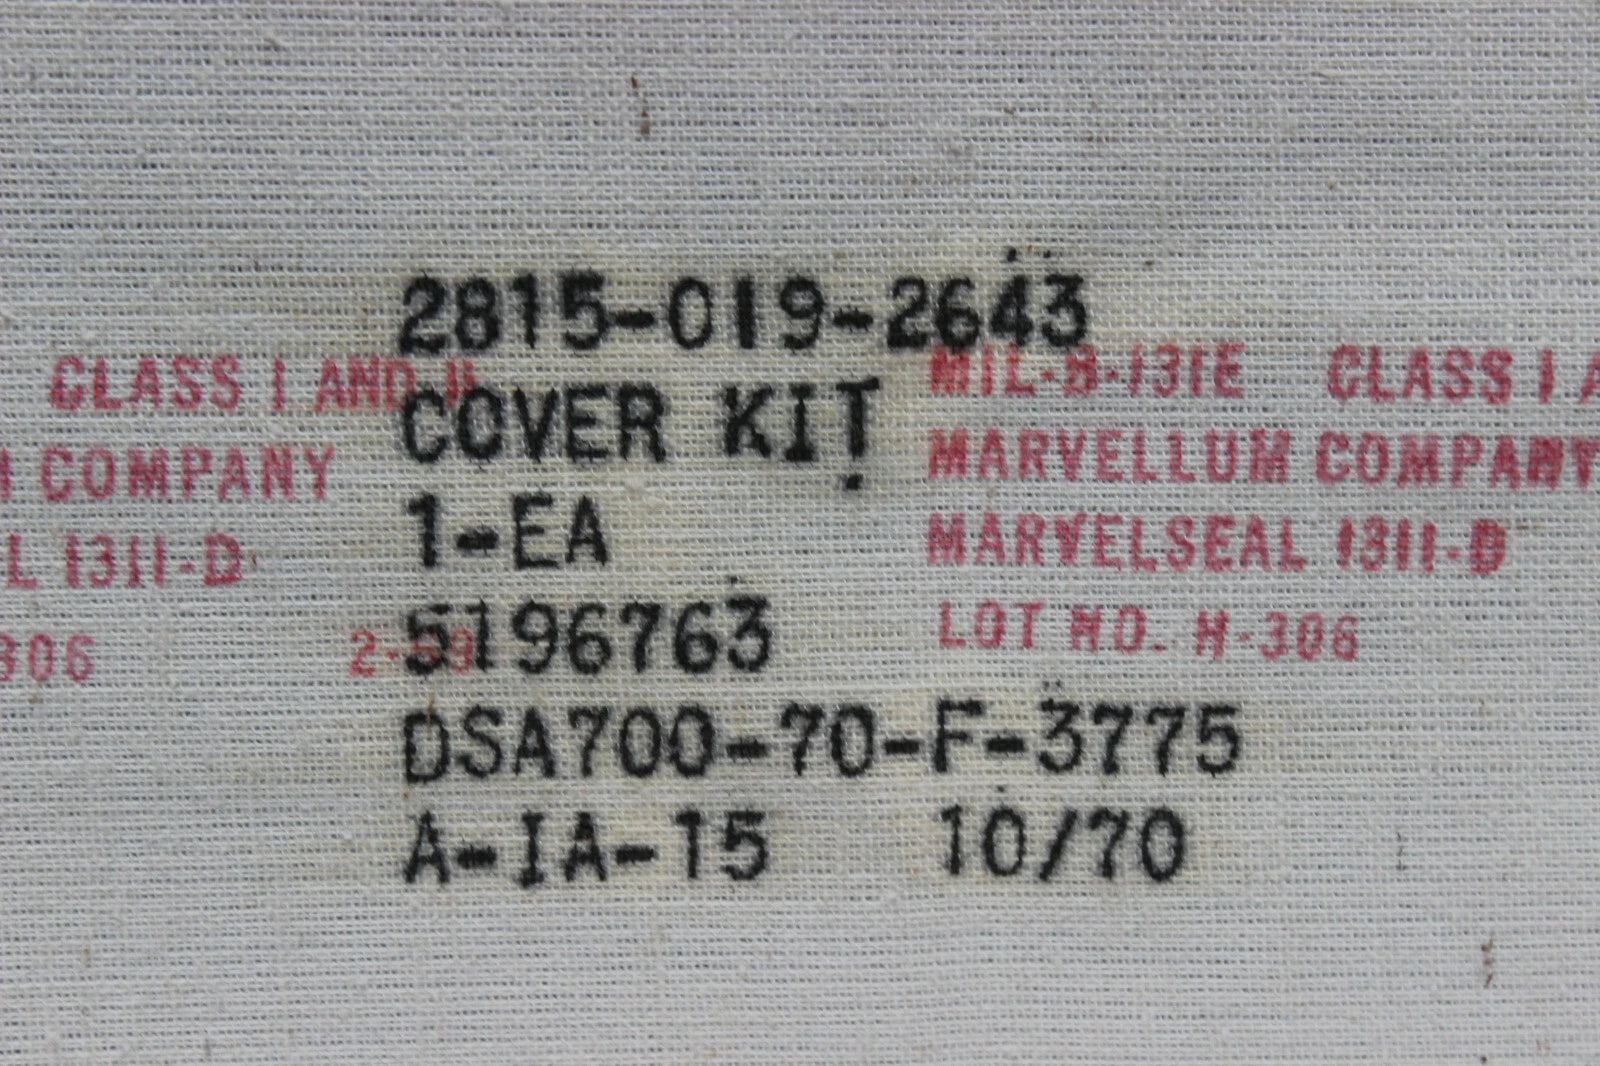 2815-019-2643
CLASS I AND II
MIL-B-131E CLASS I A
COVER KIT
COMPANY
MARVELLUM COMPANY
1-EA
L 1311-D
MARVELSEAL 1311-D
5196763
306
LOT NO. H-306
DSA700-70-F-3775
A-IA-15 10/70